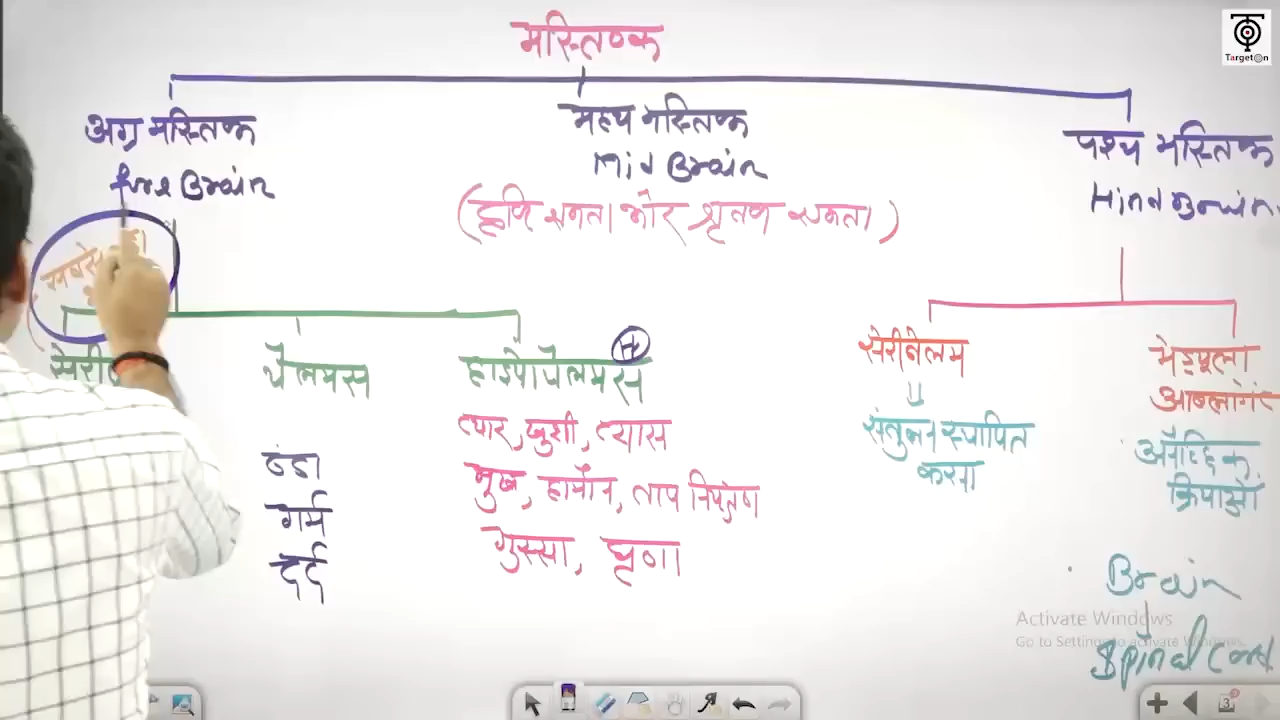 मस्तिष्क
अग्र मस्तिष्क
fore Brain
मध्य मस्तिष्क
Mid Brain
(दृष्टि क्षमता और श्रृवण क्षमता)
पश्च मस्तिष्क
Hind Brain
थैलमस
ठंडा
गर्म
दर्द
हाइपोथैलमस
H
प्यार, खुशी, प्यास
भुख, हार्मोन, ताप नियंत्रण
गुस्सा, घृणा
सेरीवेलम
संतुलन स्थापित
करना
मेड्यूला
आब्लांगेटा
अनैच्छिक
क्रियाओं
Brain
Spinal Cord
TargetOn
Activate Windows
Go to Settings to activate Windows.